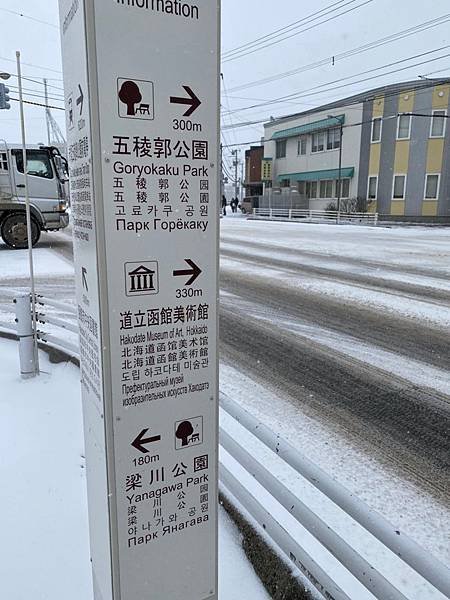 Information
300m
五稜郭公園
Goryokaku Park
五稜郭公园
五稜郭公園
고료카쿠 공원
Парк Горёкаку
330m
道立函館美術館
Hakodate Museum of Art, Hokkaido
北海道函馆美术馆
北海道函館美術館
도립 하코다테 미술관
Префектуральный музей
изобразительных искусств Хакодатэ
180m
梁川公園
Yanagawa Park
梁川公园
梁川公園
야나가와 공원
Парк Янагава